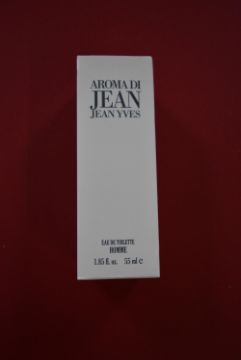 AROMA DI
JEAN
JEAN YVES
EAU DE TOILETTE
HOMME
1.85 fl. oz. 55 ml e